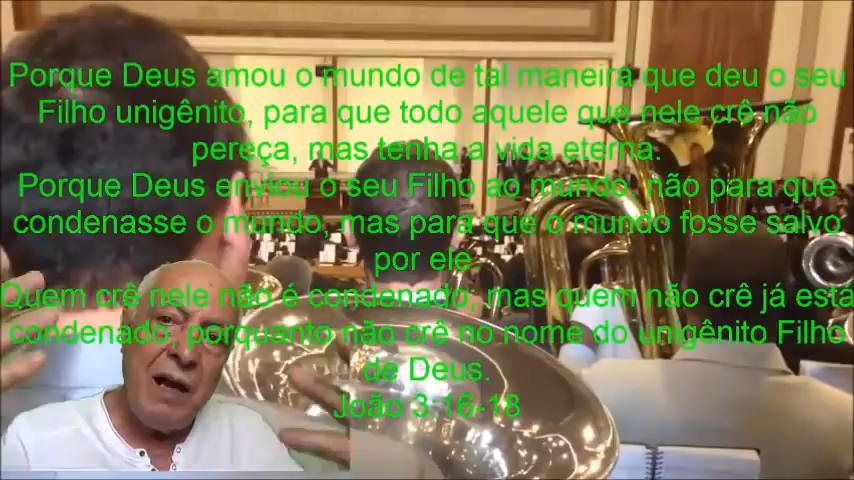 Porque Deus amou o mundo de tal maneira que deu o seu
Filho unigênito, para que todo aquele que nele crê não
pereça, mas tenha a vida eterna.
Porque Deus enviou o seu Filho ao mundo, não para que
condenasse o mundo, mas para que o mundo fosse salvo
por ele.
Quem crê nele não é condenado; mas quem não crê já está
condenado, porquanto não crê no nome do unigênito Filho
de Deus.
João 3:16-18